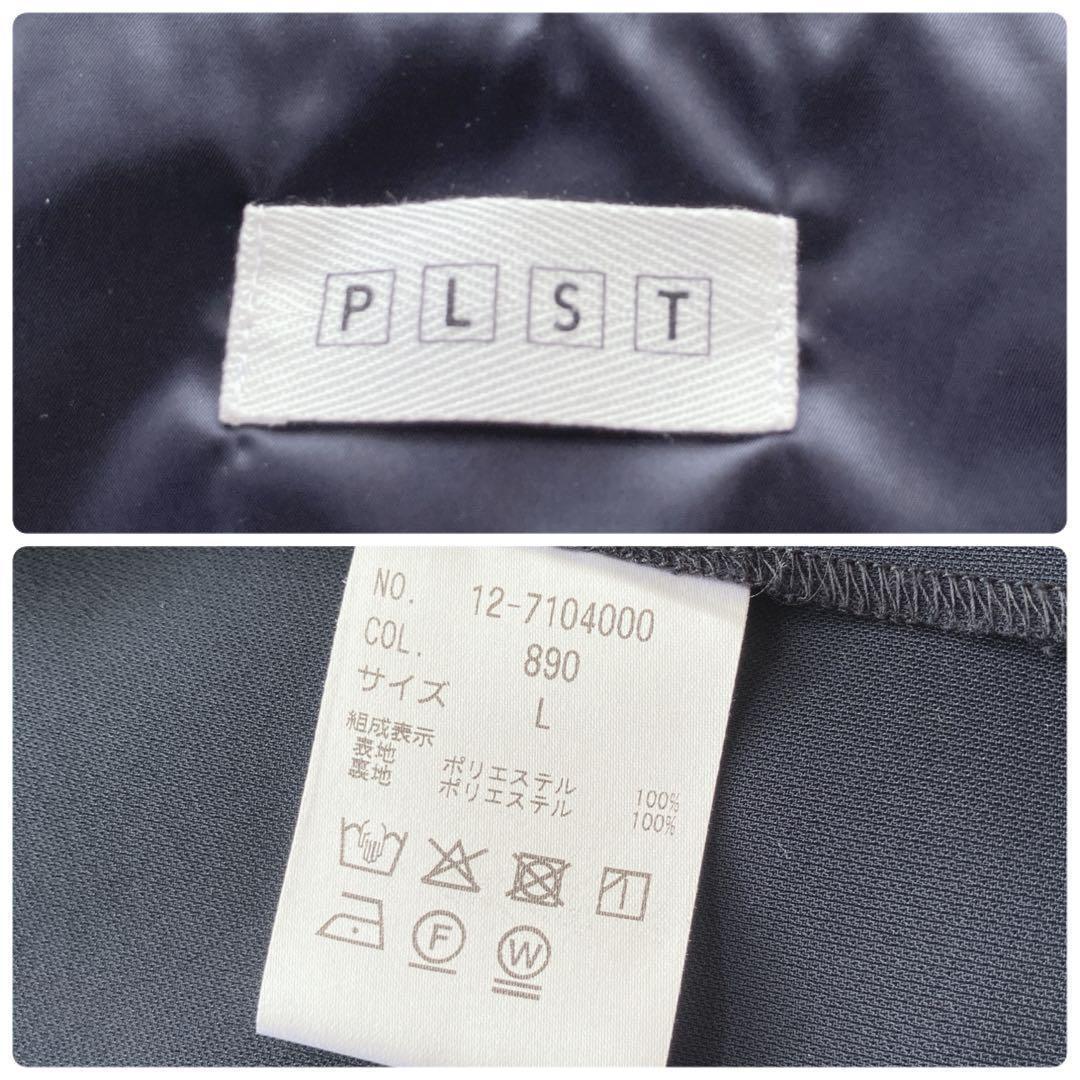 PLST
NO. 12-7104000
COL. 890
サイズ L
組成表示
表地 ポリエステル 100%
裏地 ポリエステル 100%
F W